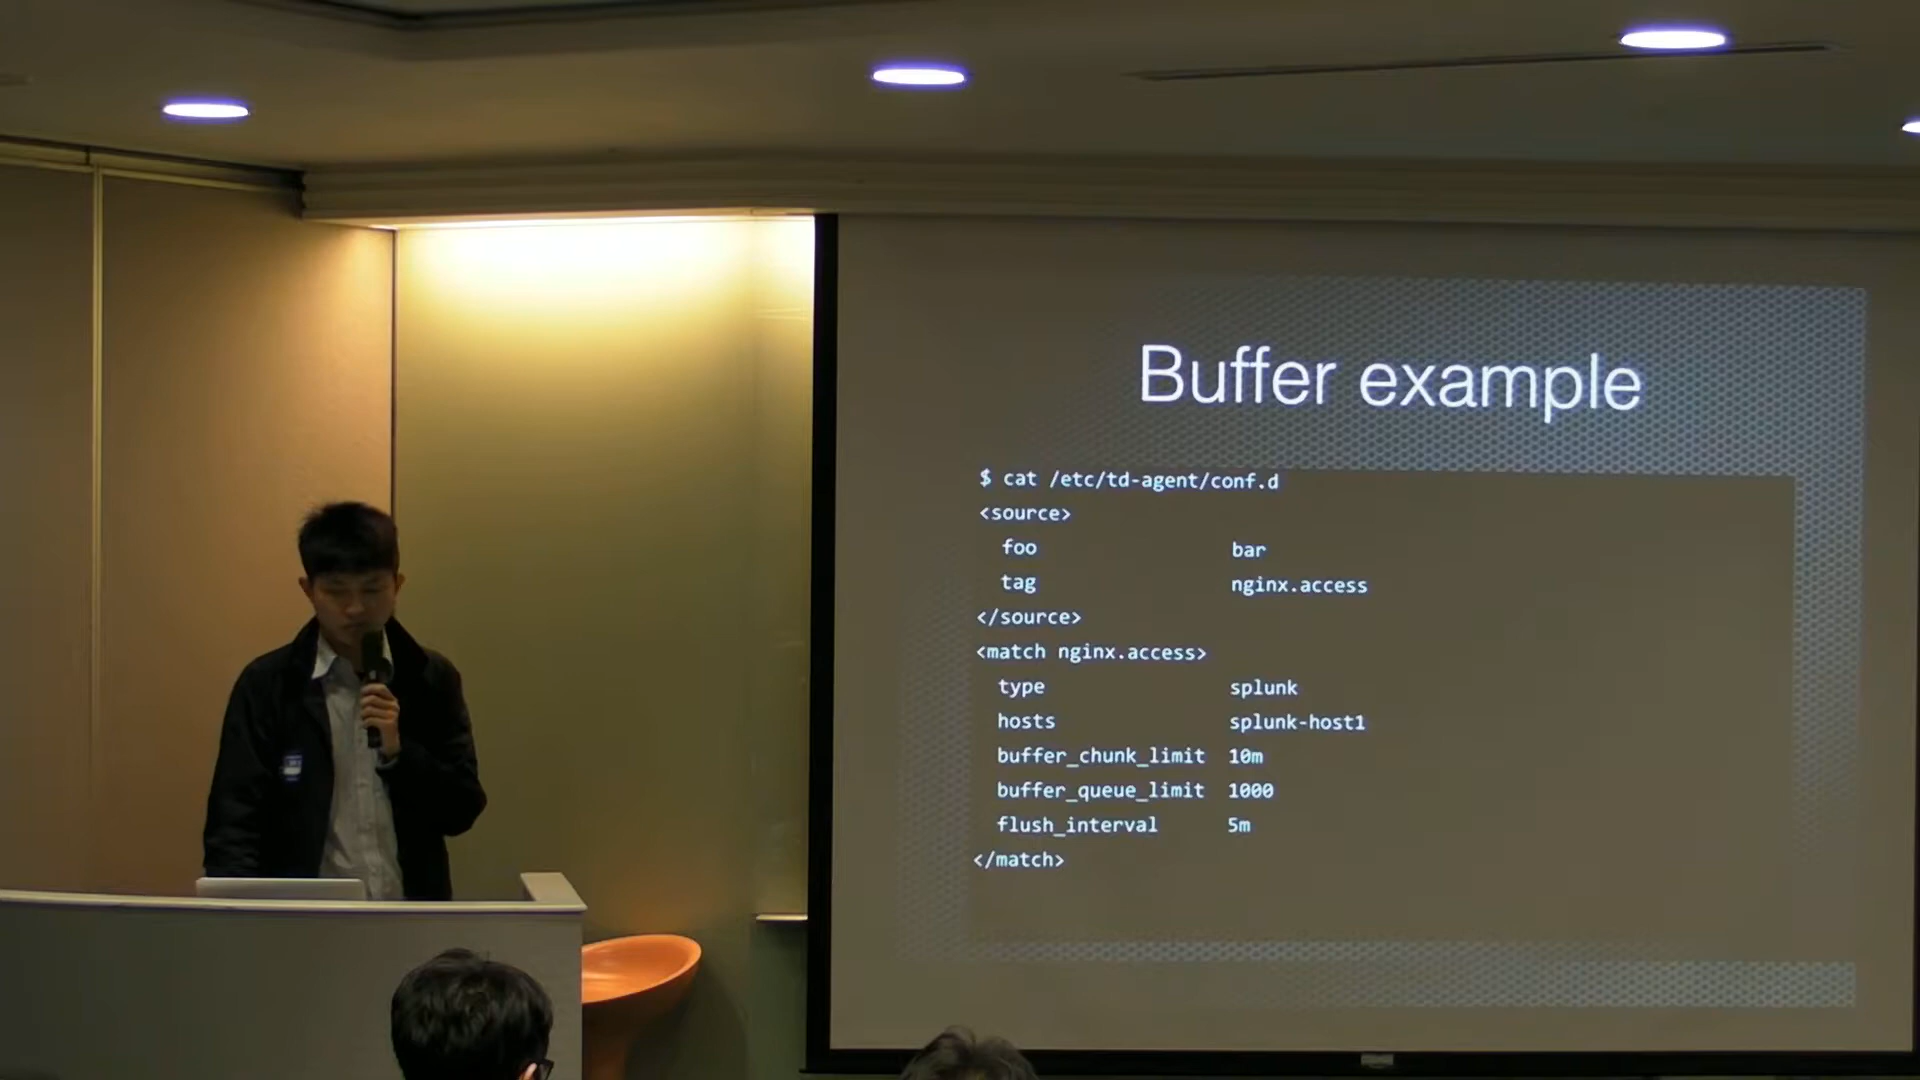 Buffer example
$ cat /etc/td-agent/conf.d
<source>
foo bar
tag nginx.access
</source>
<match nginx.access>
type splunk
hosts splunk-host1
buffer_chunk_limit 10m
buffer_queue_limit 1000
flush_interval 5m
</match>